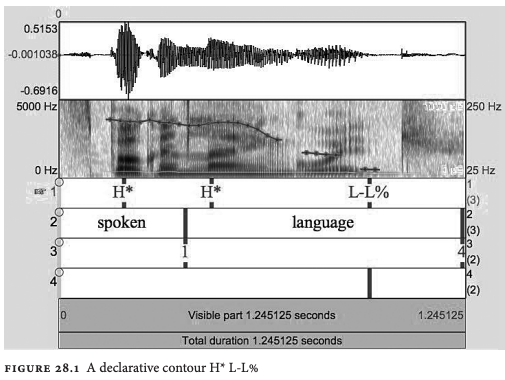 0
0.5153
-0.001038
-0.6916
5000 Hz 250 Hz
0 Hz 25 Hz
1 H* H* L-L% 1 (3)
2 spoken language 2 (3)
3 1 4 3 (2)
4 4 (2)
0 Visible part 1.245125 seconds 1.245125
Total duration 1.245125 seconds
FIGURE 28.1 A declarative contour H* L-L%